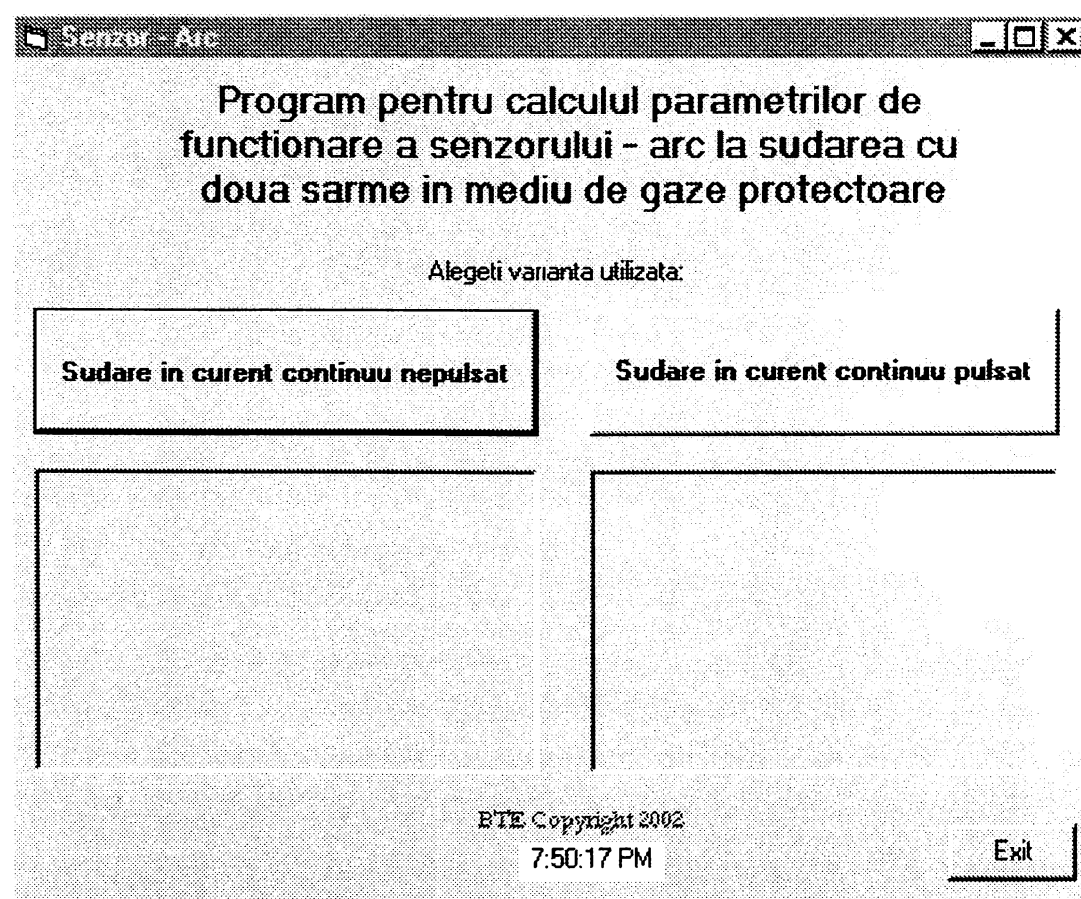 Senzor - Arc
Program pentru calculul parametrilor de
functionare a senzorului - arc la sudarea cu
doua sarme in mediu de gaze protectoare
Alegeti varianta utilizata:
Sudare in curent continuu nepulsat
Sudare in curent continuu pulsat
BTE Copyright 2002
7:50:17 PM
Exit